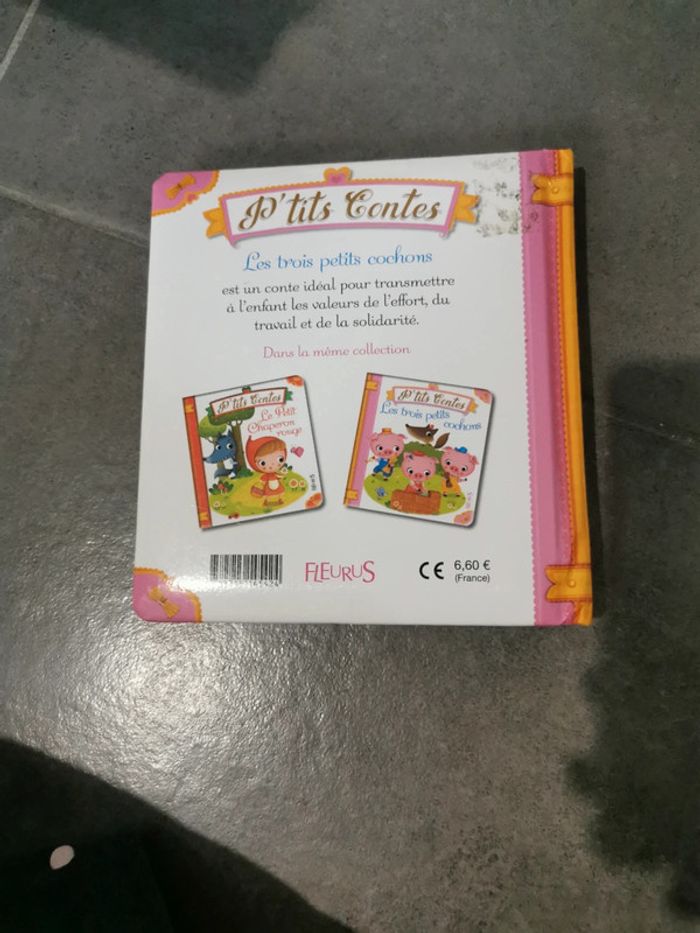 P'tits Contes
Les trois petits cochons
est un conte idéal pour transmettre
à l'enfant les valeurs de l'effort, du
travail et de la solidarité.
Dans la même collection
P'tits Contes
Le Petit
Chaperon
rouge
P'tits Contes
Les trois petits
cochons
FLEURUS
CE
6,60 €
(France)